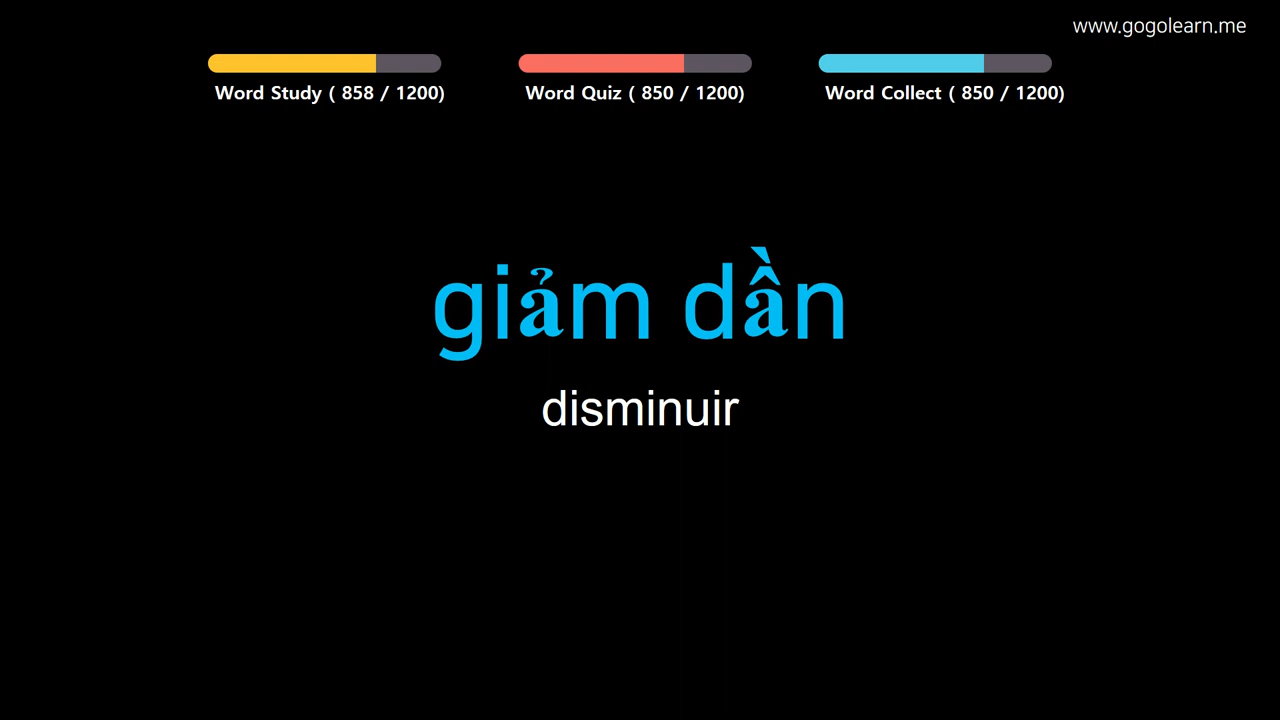 www.gogolearn.me
Word Study ( 858 / 1200)
Word Quiz ( 850 / 1200)
Word Collect ( 850 / 1200)
giảm dần
disminuir